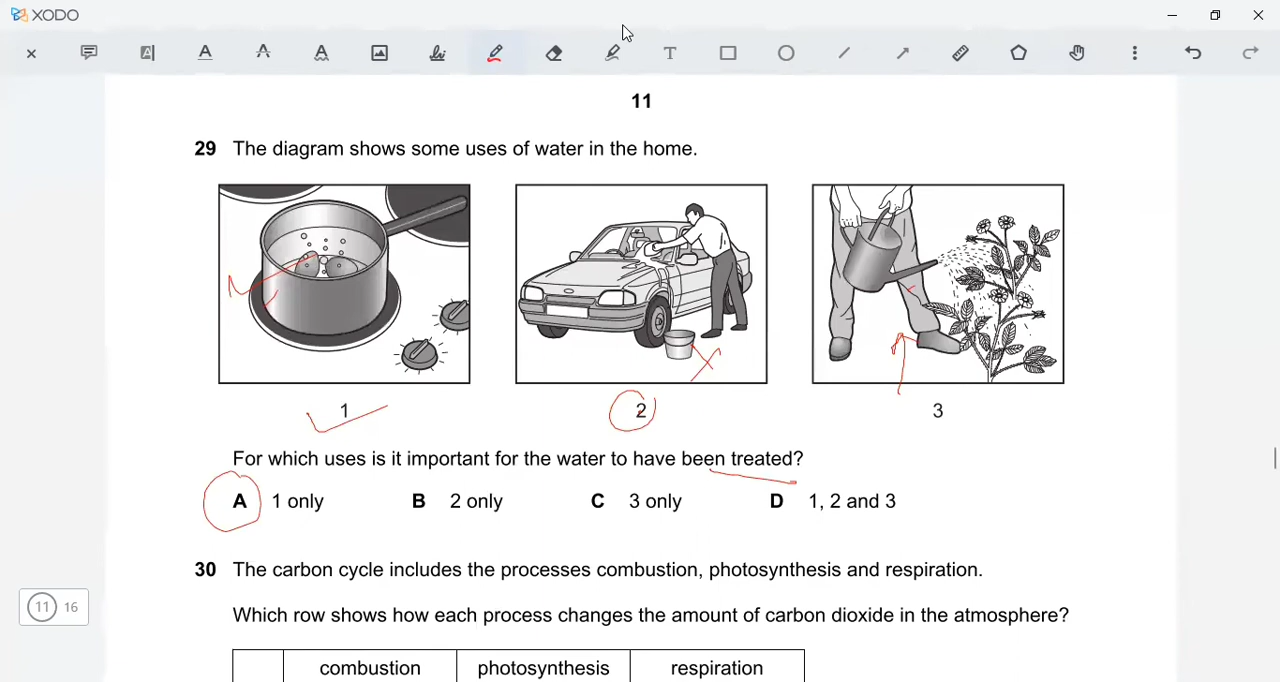 XODO
T
11
29 The diagram shows some uses of water in the home.
1 2 3
For which uses is it important for the water to have been treated?
A 1 only B 2 only C 3 only D 1, 2 and 3
30 The carbon cycle includes the processes combustion, photosynthesis and respiration.
11 16
Which row shows how each process changes the amount of carbon dioxide in the atmosphere?
combustion photosynthesis respiration